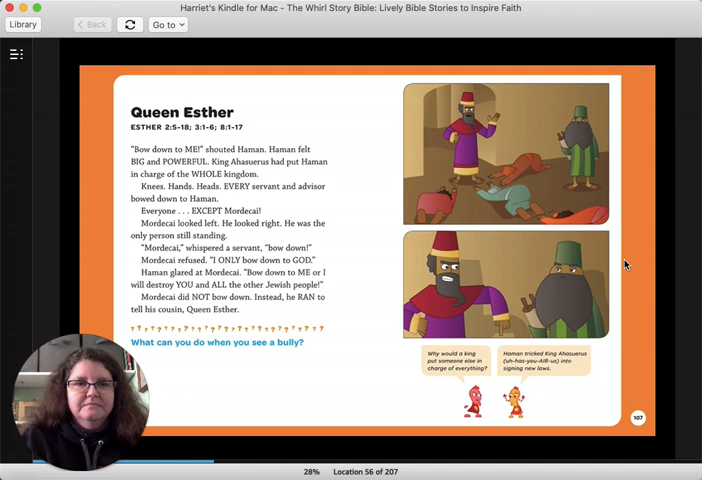 Harriet's Kindle for Mac - The Whirl Story Bible: Lively Bible Stories to Inspire Faith
Library
Back
Go to
Queen Esther
ESTHER 2:5-18; 3:1-6; 8:1-17
"Bow down to ME!" shouted Haman. Haman felt
BIG and POWERFUL. King Ahasuerus had put Haman
in charge of the WHOLE kingdom.
Knees. Hands. Heads. EVERY servant and advisor
bowed down to Haman.
Everyone . . . EXCEPT Mordecai!
Mordecai looked left. He looked right. He was the
only person still standing.
"Mordecai," whispered a servant, "bow down!"
Mordecai refused. "I ONLY bow down to GOD."
Haman glared at Mordecai. "Bow down to ME or I
will destroy YOU and ALL the other Jewish people!"
Mordecai did NOT bow down. Instead, he RAN to
tell his cousin, Queen Esther.
? ? ? ? ? ? ? ? ? ? ? ? ? ? ? ? ? ? ? ? ? ? ? ? ? ? ?
What can you do when you see a bully?
Why would a king
put someone else in
charge of everything?
Haman tricked King Ahasuerus
(uh-has-you-AIR-us) into
signing new laws.
107
28% Location 56 of 207